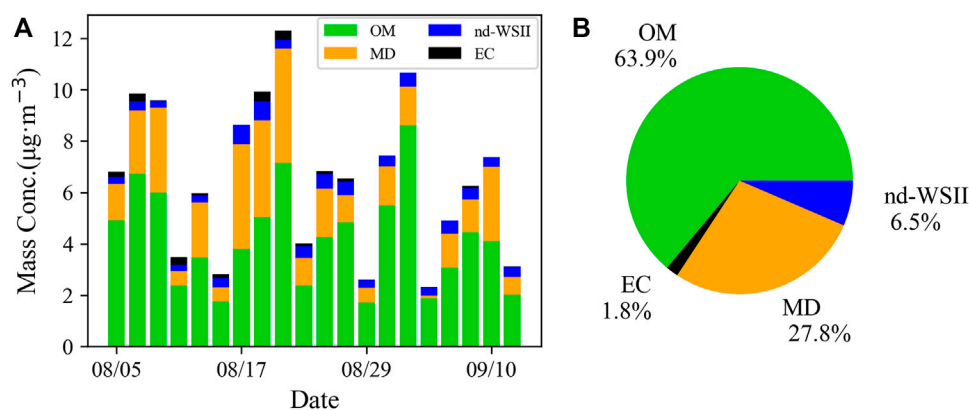 A
Mass Conc.(μg·m⁻³)
12
10
8
6
4
2
0
OM
MD
nd-WSII
EC
08/05
08/17
08/29
09/10
Date
B
OM
63.9%
nd-WSII
6.5%
EC
1.8%
MD
27.8%